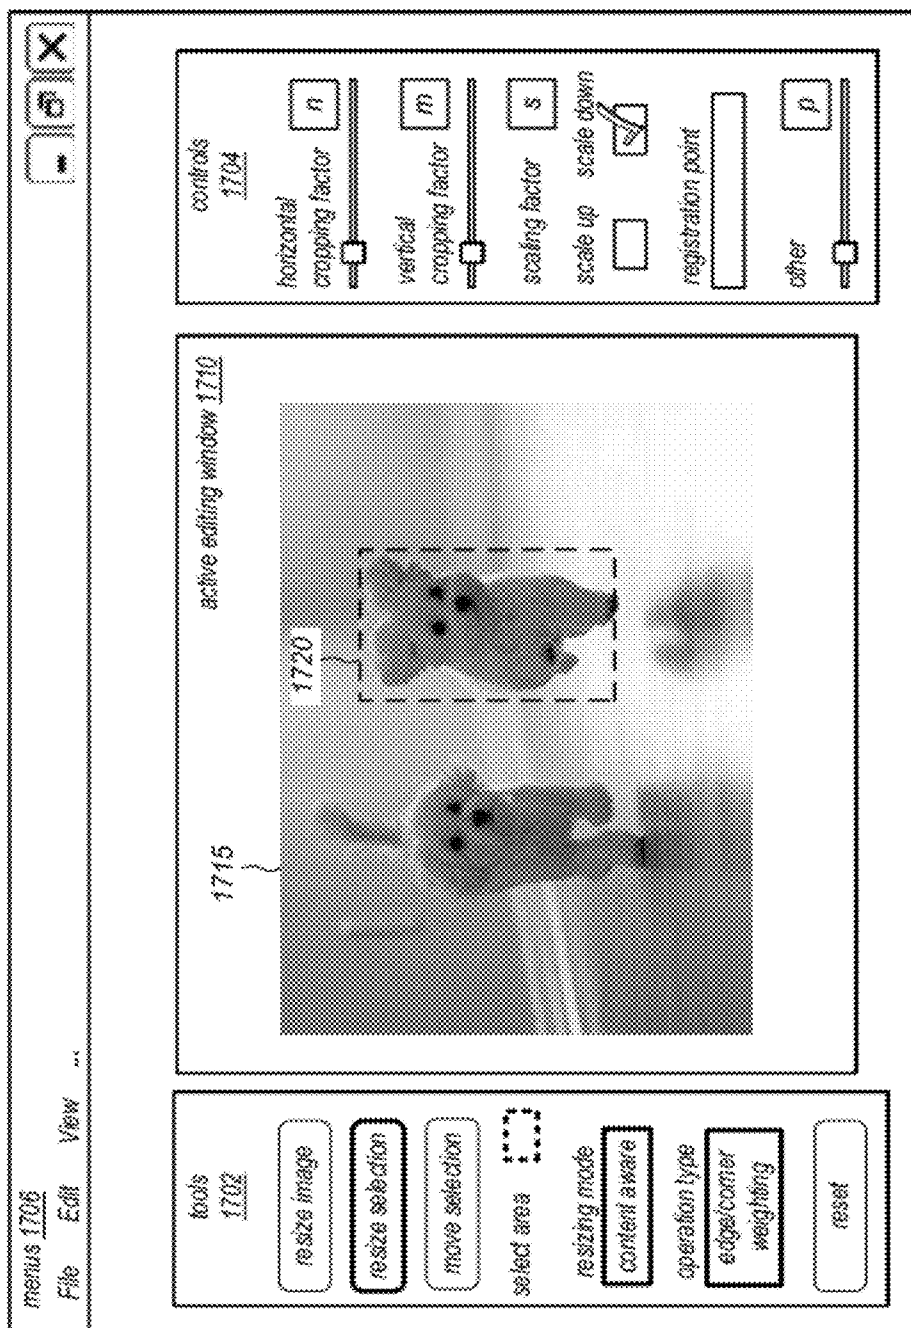 menus 1706
File Edit View ...
tools
1702
resize image
resize selection
move selection
select area
resizing mode
content aware
operation type
edge/corner
weighting
reset
active editing window 1710
1715
1720
controls
1704
horizontal
cropping factor n
vertical
cropping factor m
scaling factor s
scale up scale down
registration point
other p